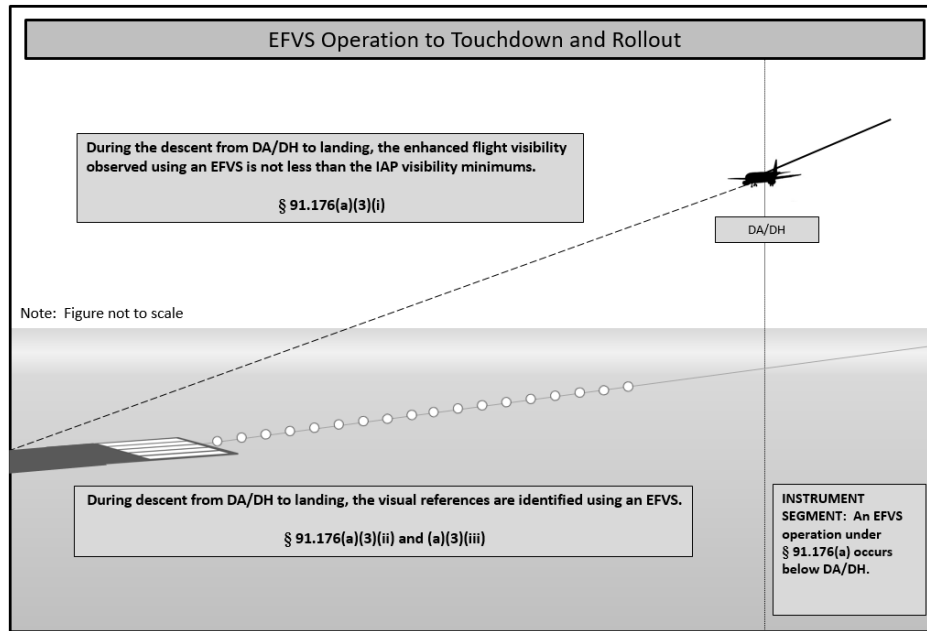 EFVS Operation to Touchdown and Rollout
During the descent from DA/DH to landing, the enhanced flight visibility
observed using an EFVS is not less than the IAP visibility minimums.
§ 91.176(a)(3)(i)
DA/DH
Note:  Figure not to scale
During descent from DA/DH to landing, the visual references are identified using an EFVS.
§ 91.176(a)(3)(ii) and (a)(3)(iii)
INSTRUMENT
SEGMENT:  An EFVS
operation under
§ 91.176(a) occurs
below DA/DH.